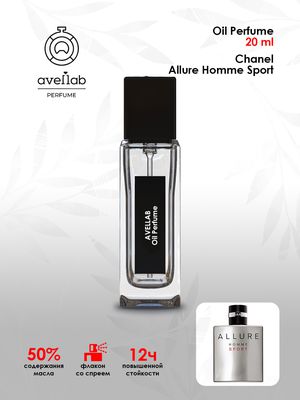 avellab
PERFUME
Oil Perfume
20 ml
Chanel
Allure Homme Sport
AVELLAB
Oil Perfume
ALLURE
HOMME
SPORT
50%
содержания
масла
флакон
со спреем
12ч
повышенной
стойкости